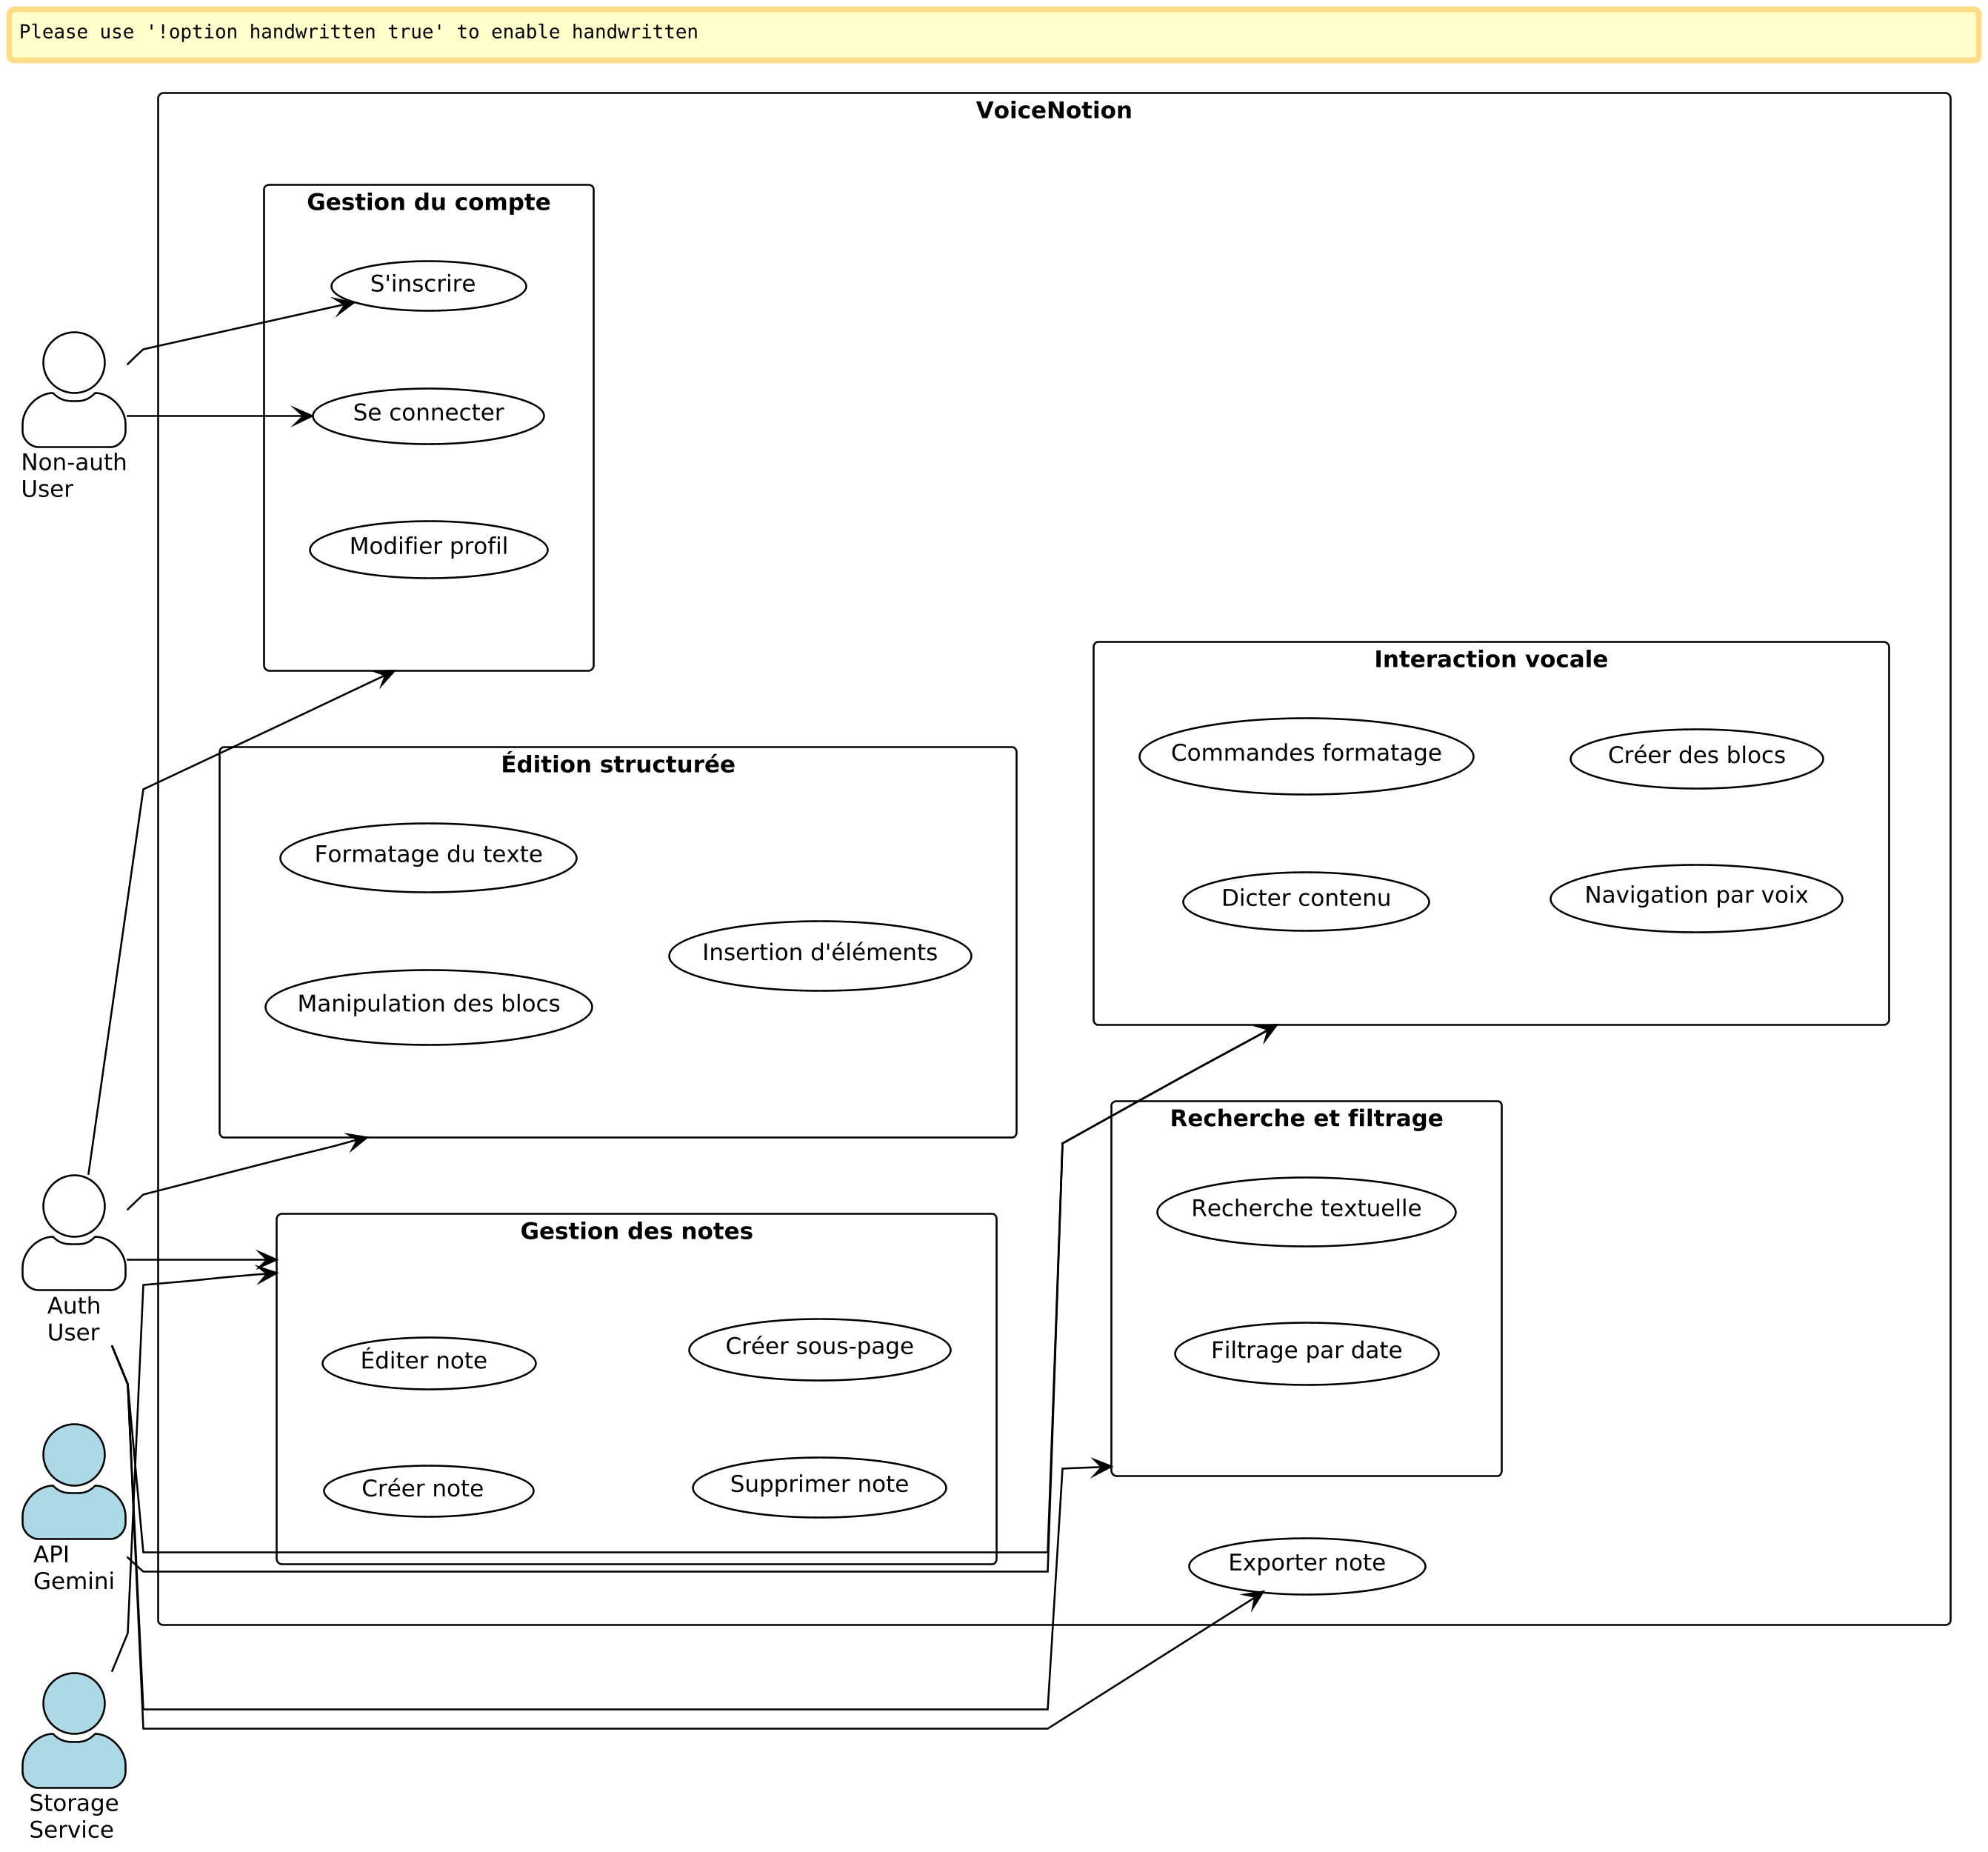 Please use '!option handwritten true' to enable handwritten
VoiceNotion
Gestion du compte
S'inscrire
Se connecter
Modifier profil
Non-auth
User
Interaction vocale
Commandes formatage
Créer des blocs
Dicter contenu
Navigation par voix
Édition structurée
Formatage du texte
Insertion d'éléments
Manipulation des blocs
Recherche et filtrage
Recherche textuelle
Filtrage par date
Auth
User
Gestion des notes
Éditer note
Créer sous-page
Créer note
Supprimer note
API
Gemini
Exporter note
Storage
Service